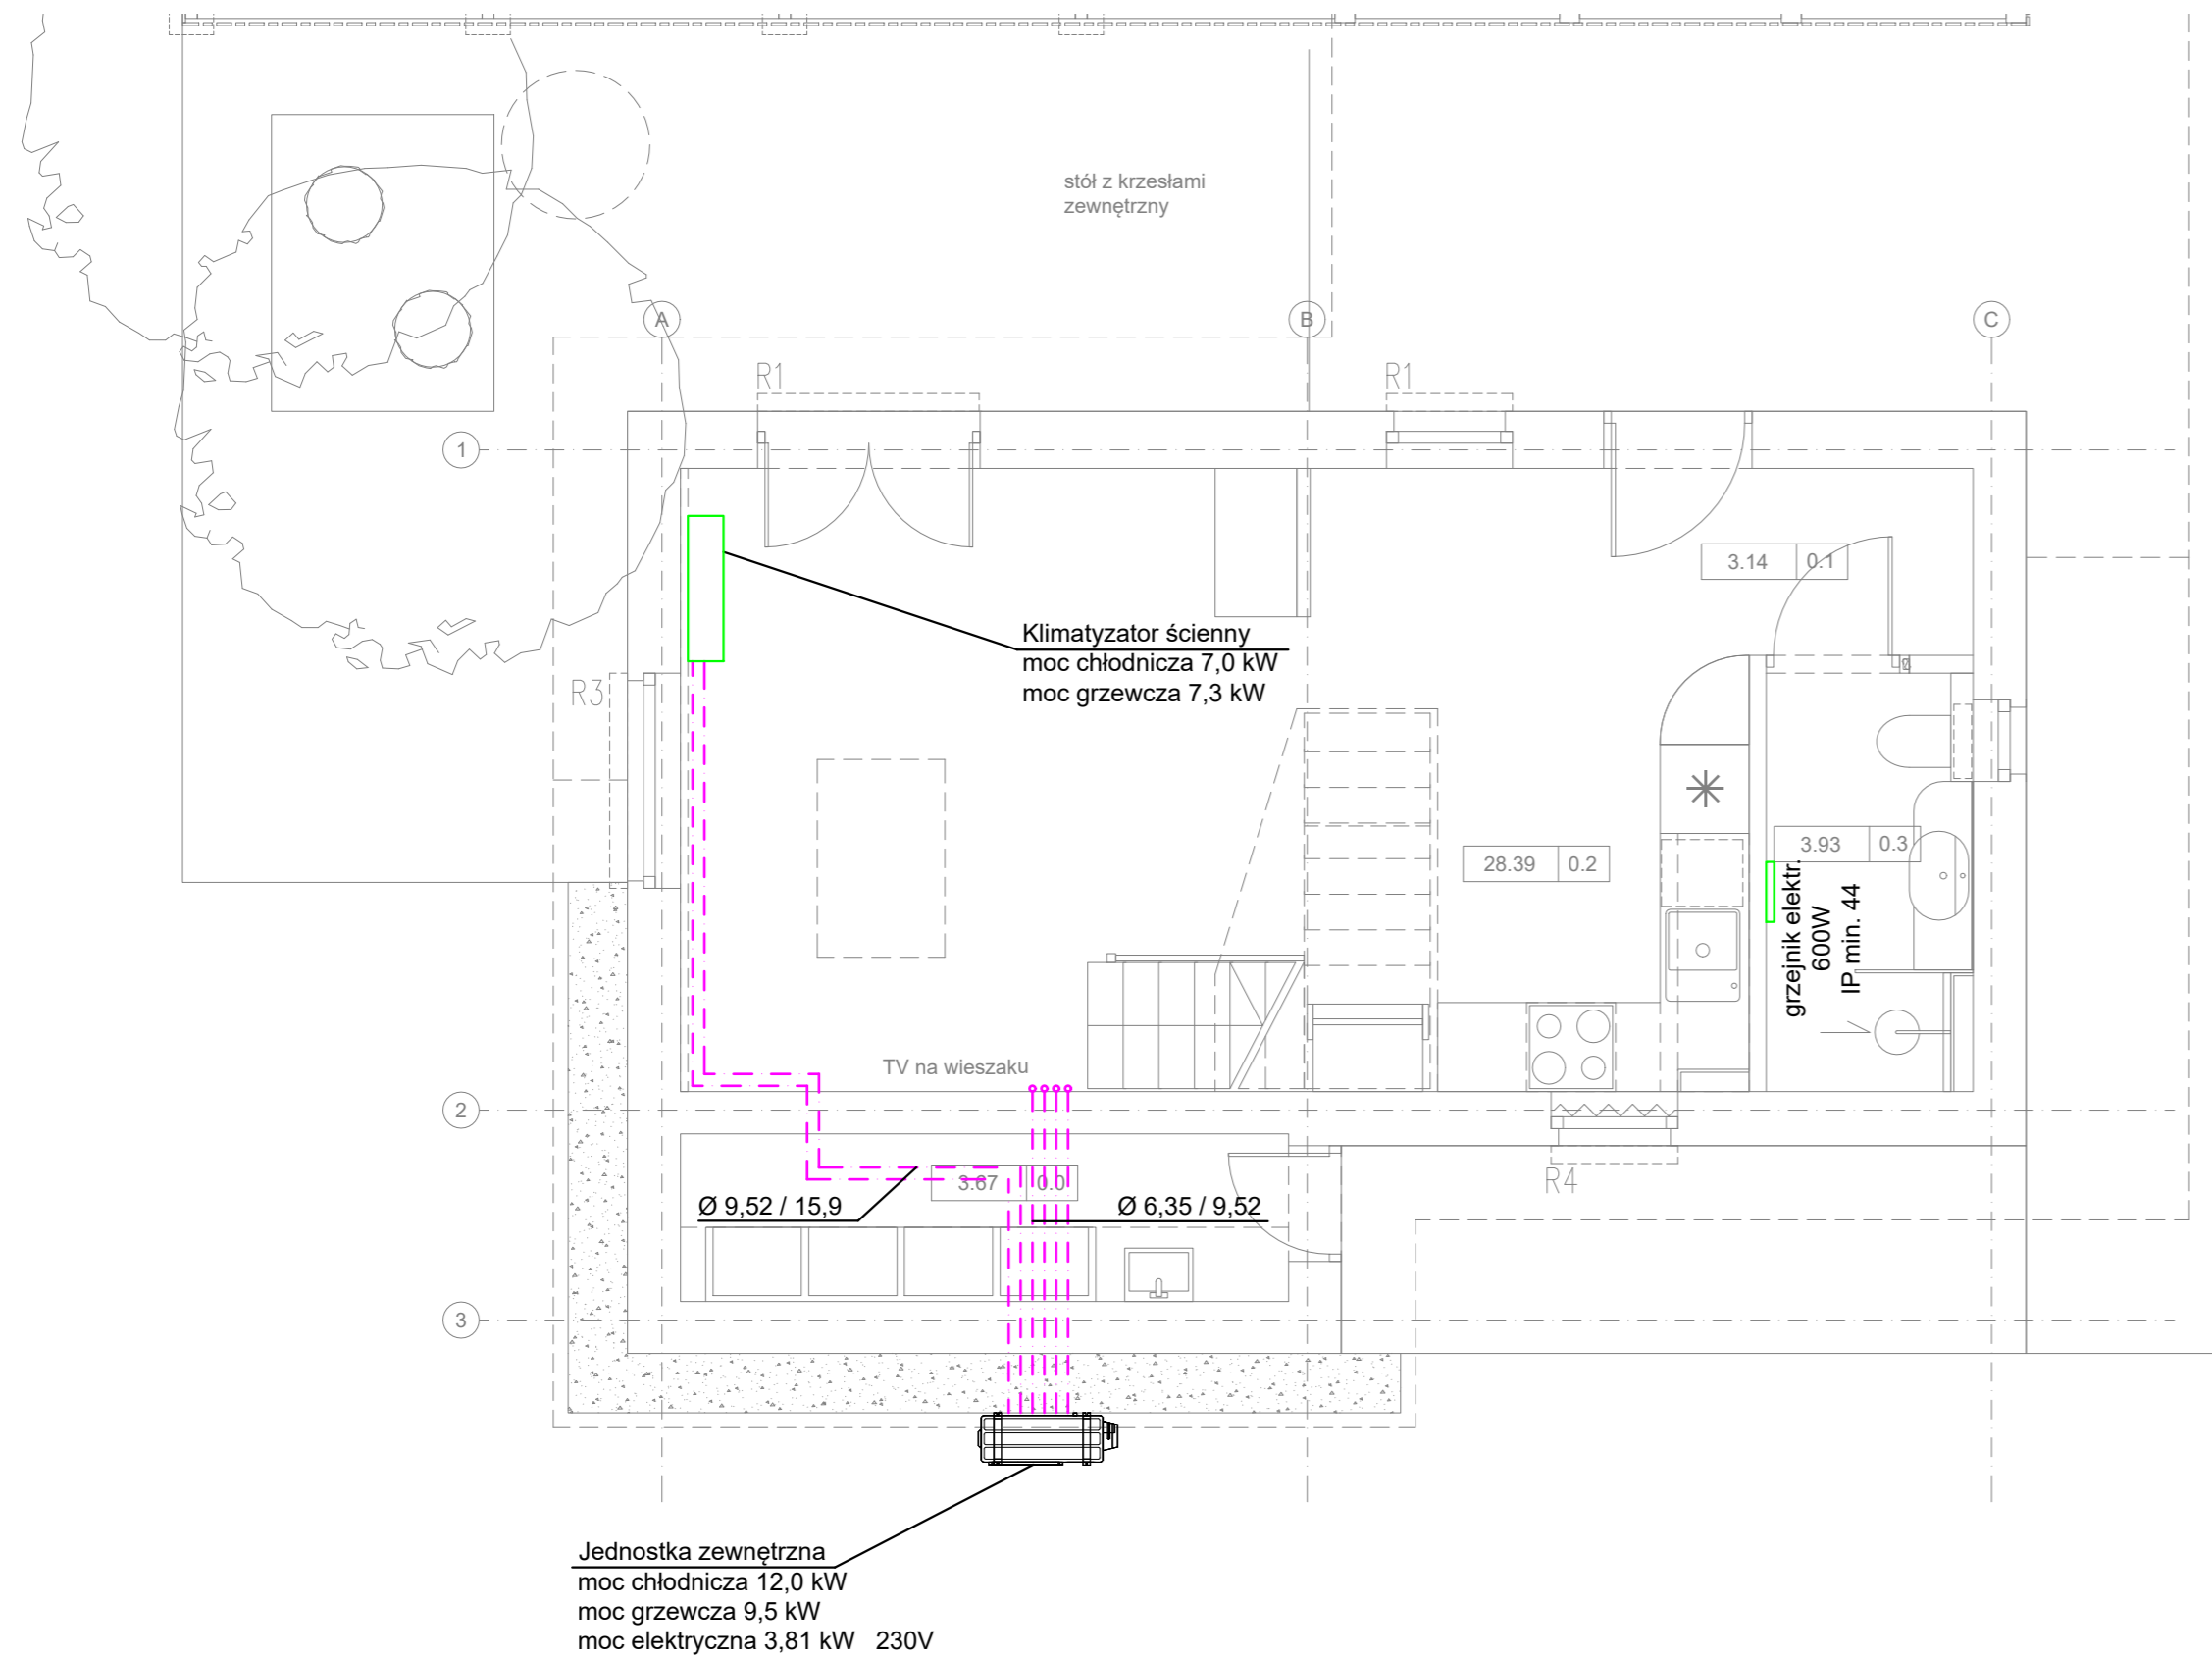 stół z krzesłami
zewnętrzny
A
B
C
R1
R1
1
3.14 0.1
Klimatyzator ścienny
moc chłodnicza 7,0 kW
moc grzewcza 7,3 kW
R3
28.39 0.2
3.93 0.3
grzejnik elektr.
600W
IP min. 44
TV na wieszaku
2
3.67 0.0
R4
Ø 9,52 / 15,9
Ø 6,35 / 9,52
3
Jednostka zewnętrzna
moc chłodnicza 12,0 kW
moc grzewcza 9,5 kW
moc elektryczna 3,81 kW 230V